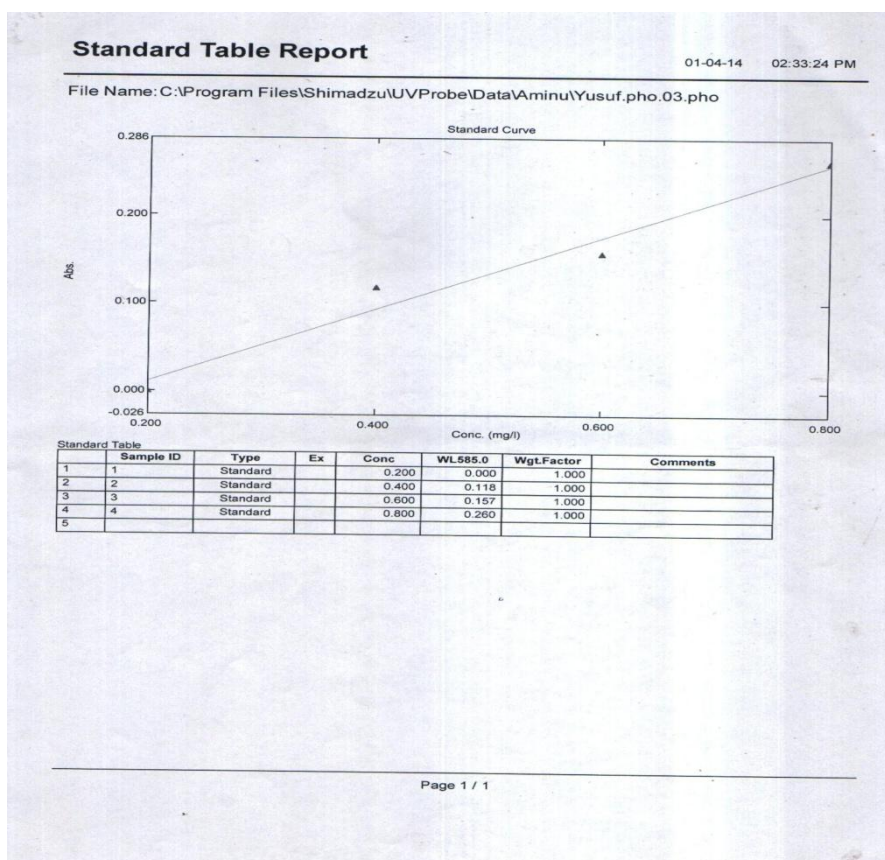 Standard Table Report
01-04-14 02:33:24 PM
File Name: C:\Program Files\Shimadzu\UVProbe\Data\Aminu\Yusuf.pho.03.pho
Standard Curve
0.286
0.200
Abs.
0.100
0.000
-0.026
0.200 0.400 0.600 0.800
Conc. (mg/l)
Standard Table
Sample ID Type Ex Conc WL585.0 Wgt.Factor Comments
1 1 Standard 0.200 0.000 1.000
2 2 Standard 0.400 0.118 1.000
3 3 Standard 0.600 0.157 1.000
4 4 Standard 0.800 0.260 1.000
5
Page 1 / 1